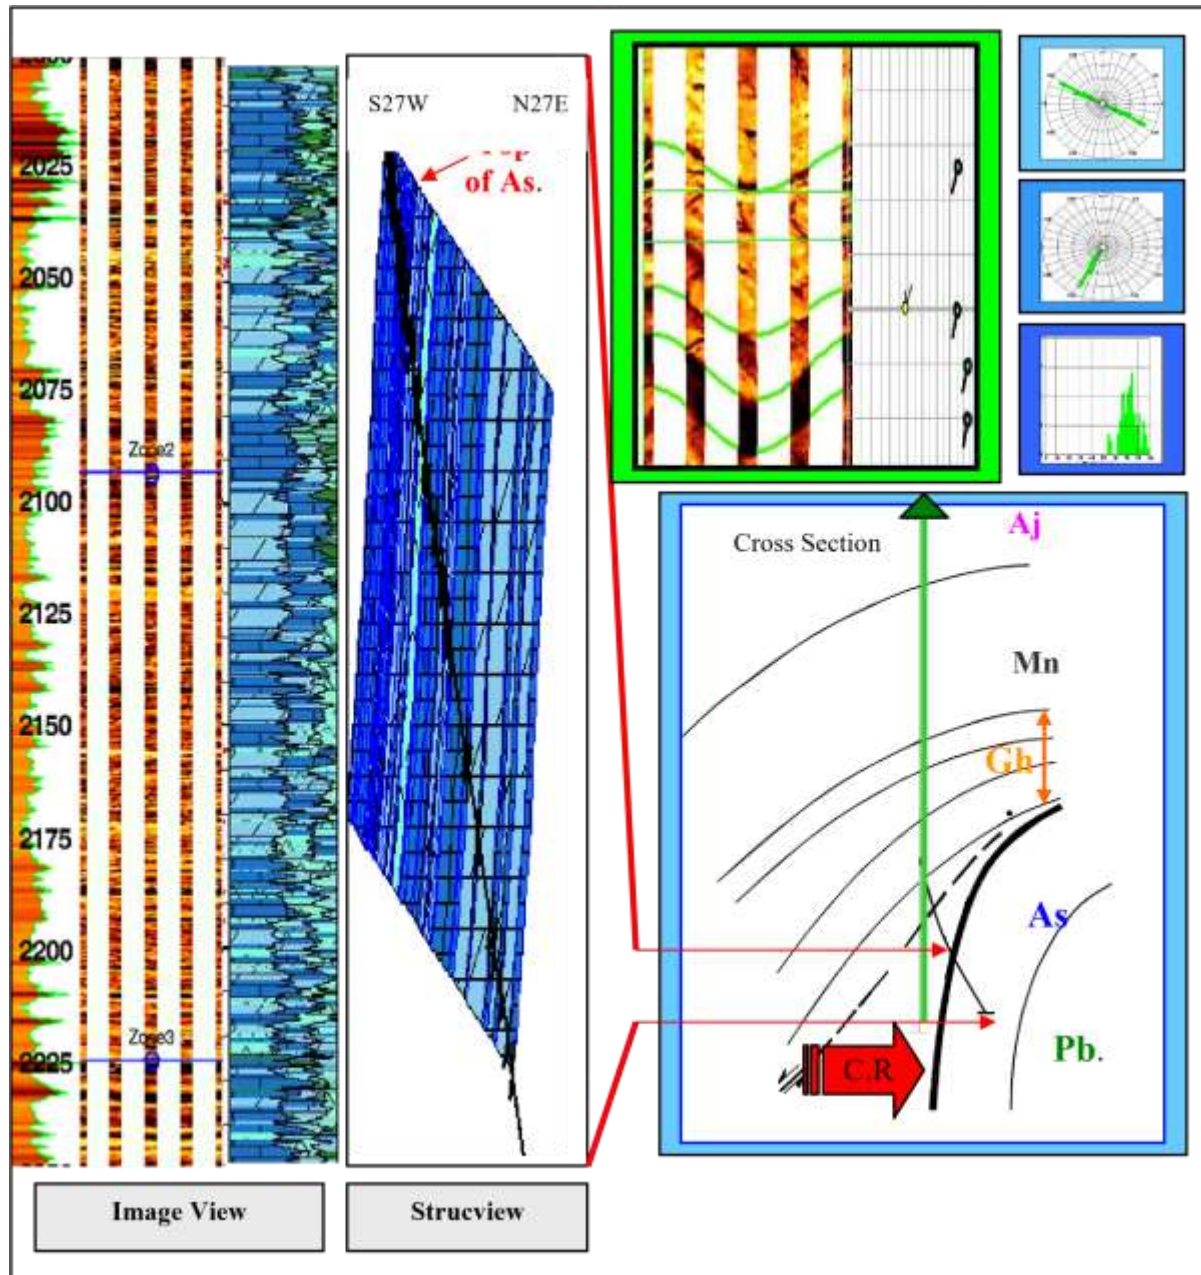 2025
2050
2075
Zone2
2100
2125
2150
2175
2200
Zone3
2225
Image View
S27W N27E
of As.
Strucview
Cross Section
Aj
Mn
Gh
As
Pb.
C.R